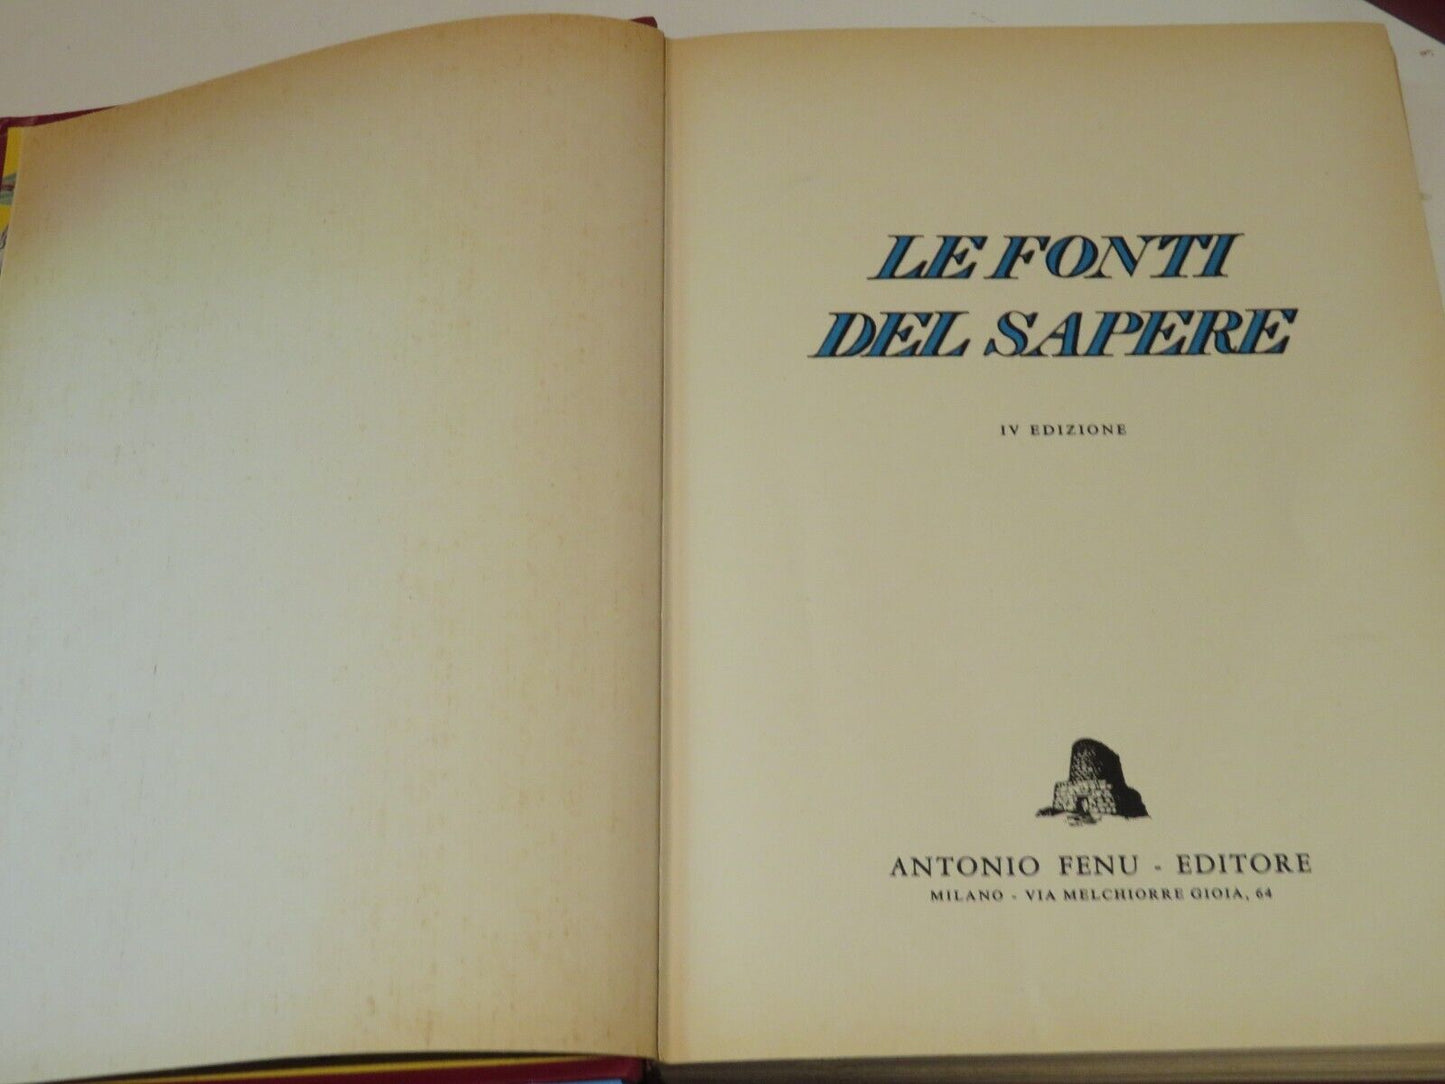 LE FONTI
DEL SAPERE
IV EDIZIONE
ANTONIO FENU - EDITORE
MILANO - VIA MELCHIORRE GIOIA, 64